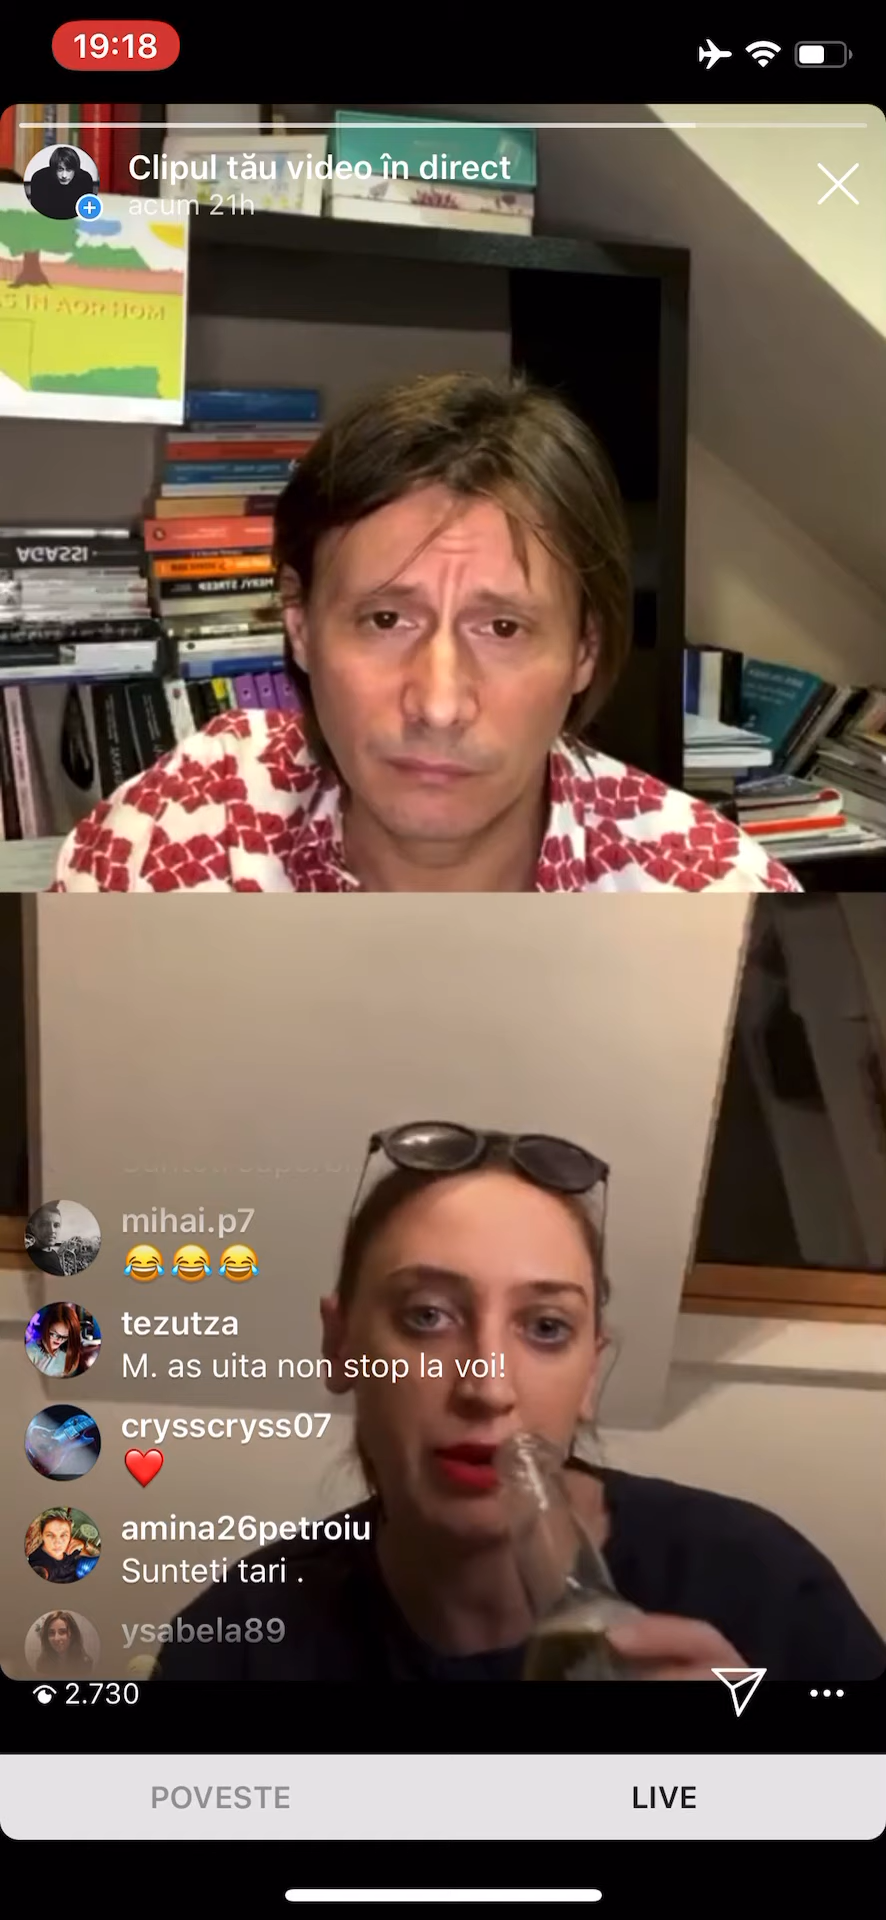 19:18
Clipul tău video în direct
acum 21h
AGASSI
mihai.p7
😂😂😂
tezutza
M. as uita non stop la voi!
crysscryss07
❤️
amina26petroiu
Sunteti tari .
ysabela89
2.730
POVESTE
LIVE